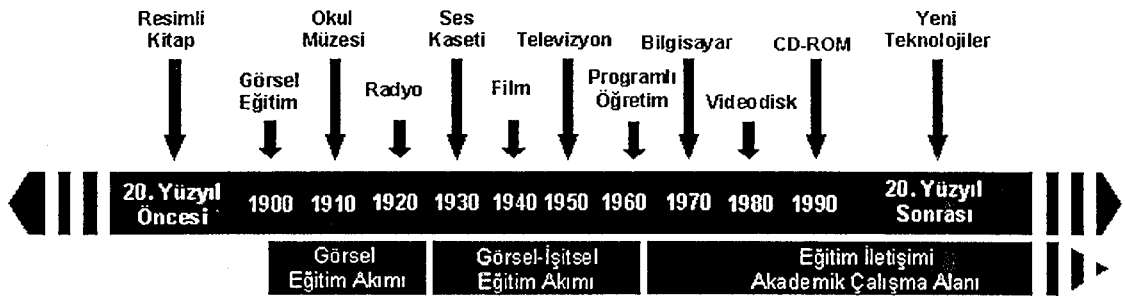 Resimli
Kitap
Okul
Müzesi
Ses
Kaseti
Televizyon
Bilgisayar
CD-ROM
Yeni
Teknolojiler
Görsel
Eğitim
Radyo
Film
Programlı
Öğretim
Videodisk
20. Yüzyıl
Öncesi
1900 1910 1920 1930 1940 1950 1960 1970 1980 1990
20. Yüzyıl
Sonrası
Görsel
Eğitim Akımı
Görsel-İşitsel
Eğitim Akımı
Eğitim İletişimi
Akademik Çalışma Alanı